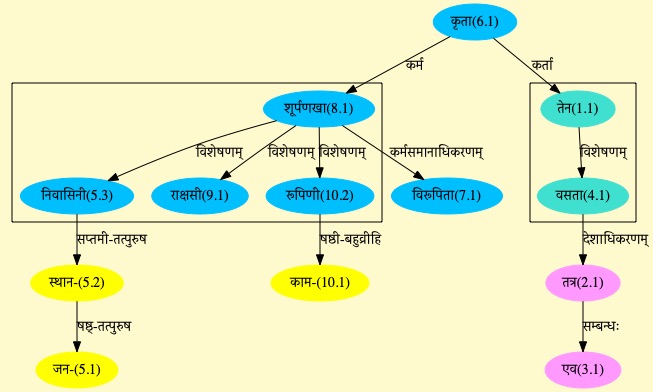 कृता(6.1)
कर्म कर्ता
शूर्पणखा(8.1) तेन(1.1)
विशेषणम् विशेषणम् विशेषणम् कर्मसमानाधिकरणम् विशेषणम्
निवासिनी(5.3) राक्षसी(9.1) रूपिणी(10.2) विरूपिता(7.1) वसता(4.1)
सप्तमी-तत्पुरुष षष्ठी-बहुव्रीहि देशाधिकरणम्
स्थान-(5.2) काम-(10.1) तत्र(2.1)
षष्ठ्-तत्पुरुष सम्बन्धः
जन-(5.1) एव(3.1)